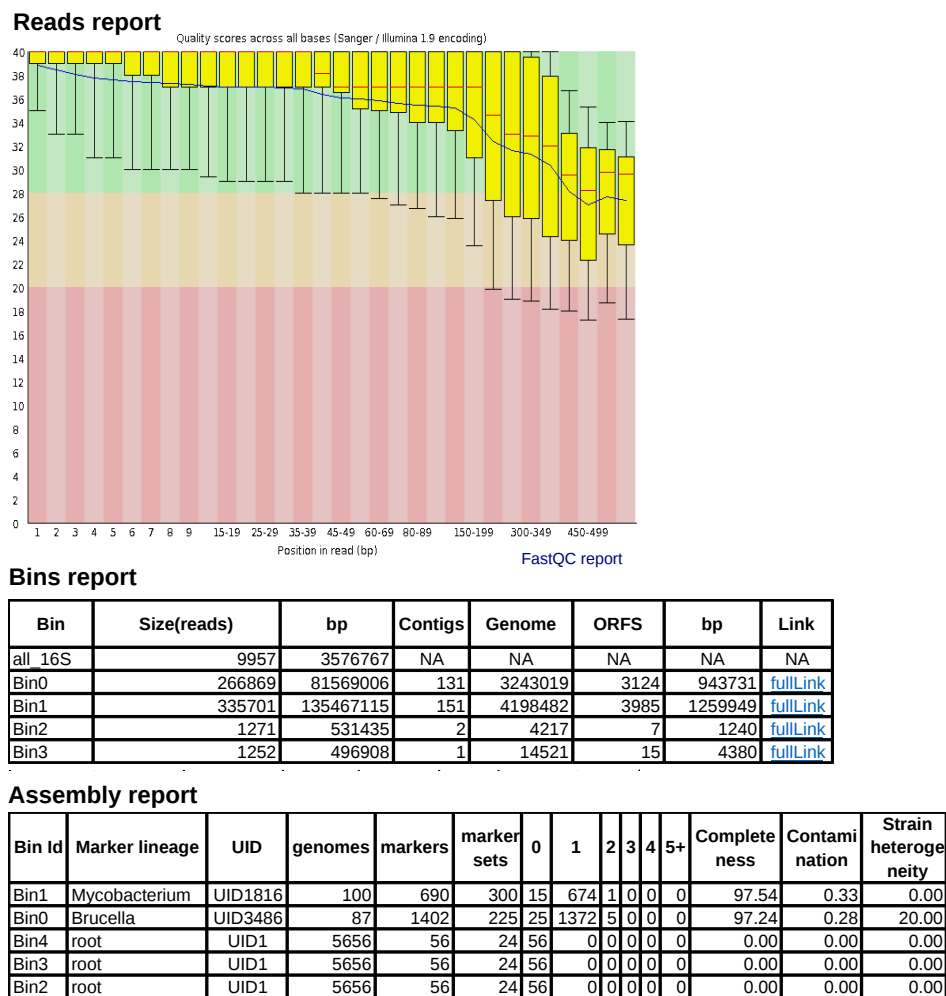 Reads report
Quality scores across all bases (Sanger / Illumina 1.9 encoding)
40
38
36
34
32
30
28
26
24
22
20
18
16
14
12
10
8
6
4
2
0
1 2 3 4 5 6 7 8 9 15-19 25-29 35-39 45-49 60-69 80-89 150-199 300-349 450-499
Position in read (bp)
FastQC report
Bins report
Bin Size(reads) bp Contigs Genome ORFS bp Link
all_16S 9957 3576767 NA NA NA NA NA
Bin0 266869 81569006 131 3243019 3124 943731 fullLink
Bin1 335701 135467115 151 4198482 3985 1259949 fullLink
Bin2 1271 531435 2 4217 7 1240 fullLink
Bin3 1252 496908 1 14521 15 4380 fullLink
Assembly report
Bin Id Marker lineage UID genomes markers marker sets 0 1 2 3 4 5+ Complete ness Contami nation Strain heteroge neity
Bin1 Mycobacterium UID1816 100 690 300 15 674 1 0 0 0 97.54 0.33 0.00
Bin0 Brucella UID3486 87 1402 225 25 1372 5 0 0 0 97.24 0.28 20.00
Bin4 root UID1 5656 56 24 56 0 0 0 0 0 0.00 0.00 0.00
Bin3 root UID1 5656 56 24 56 0 0 0 0 0 0.00 0.00 0.00
Bin2 root UID1 5656 56 24 56 0 0 0 0 0 0.00 0.00 0.00